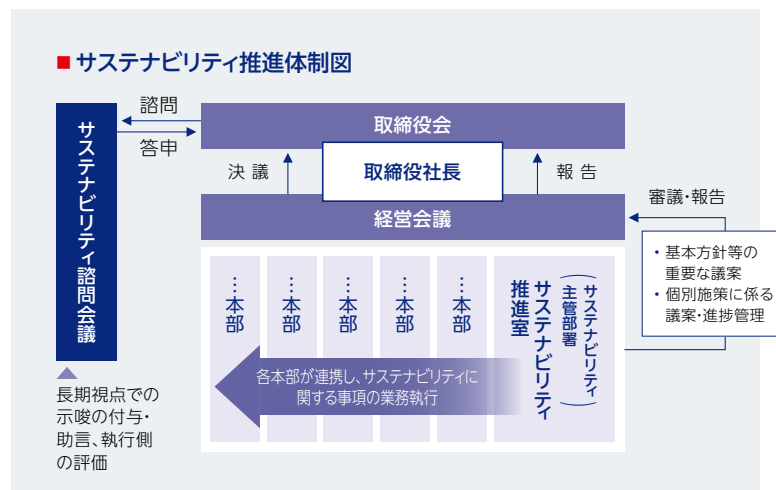 ■ サステナビリティ推進体制図
サステナビリティ諮問会議
諮問
答申
取締役会
決議
取締役社長
報告
経営会議
審議・報告
・基本方針等の
重要な議案
・個別施策に係る
議案・進捗管理
…本部
…本部
…本部
…本部
…本部
サステナビリティ
推進室
(サステナビリティ
主管部署)
各本部が連携し、サステナビリティに
関する事項の業務執行
長期視点での
示唆の付与・
助言、執行側
の評価